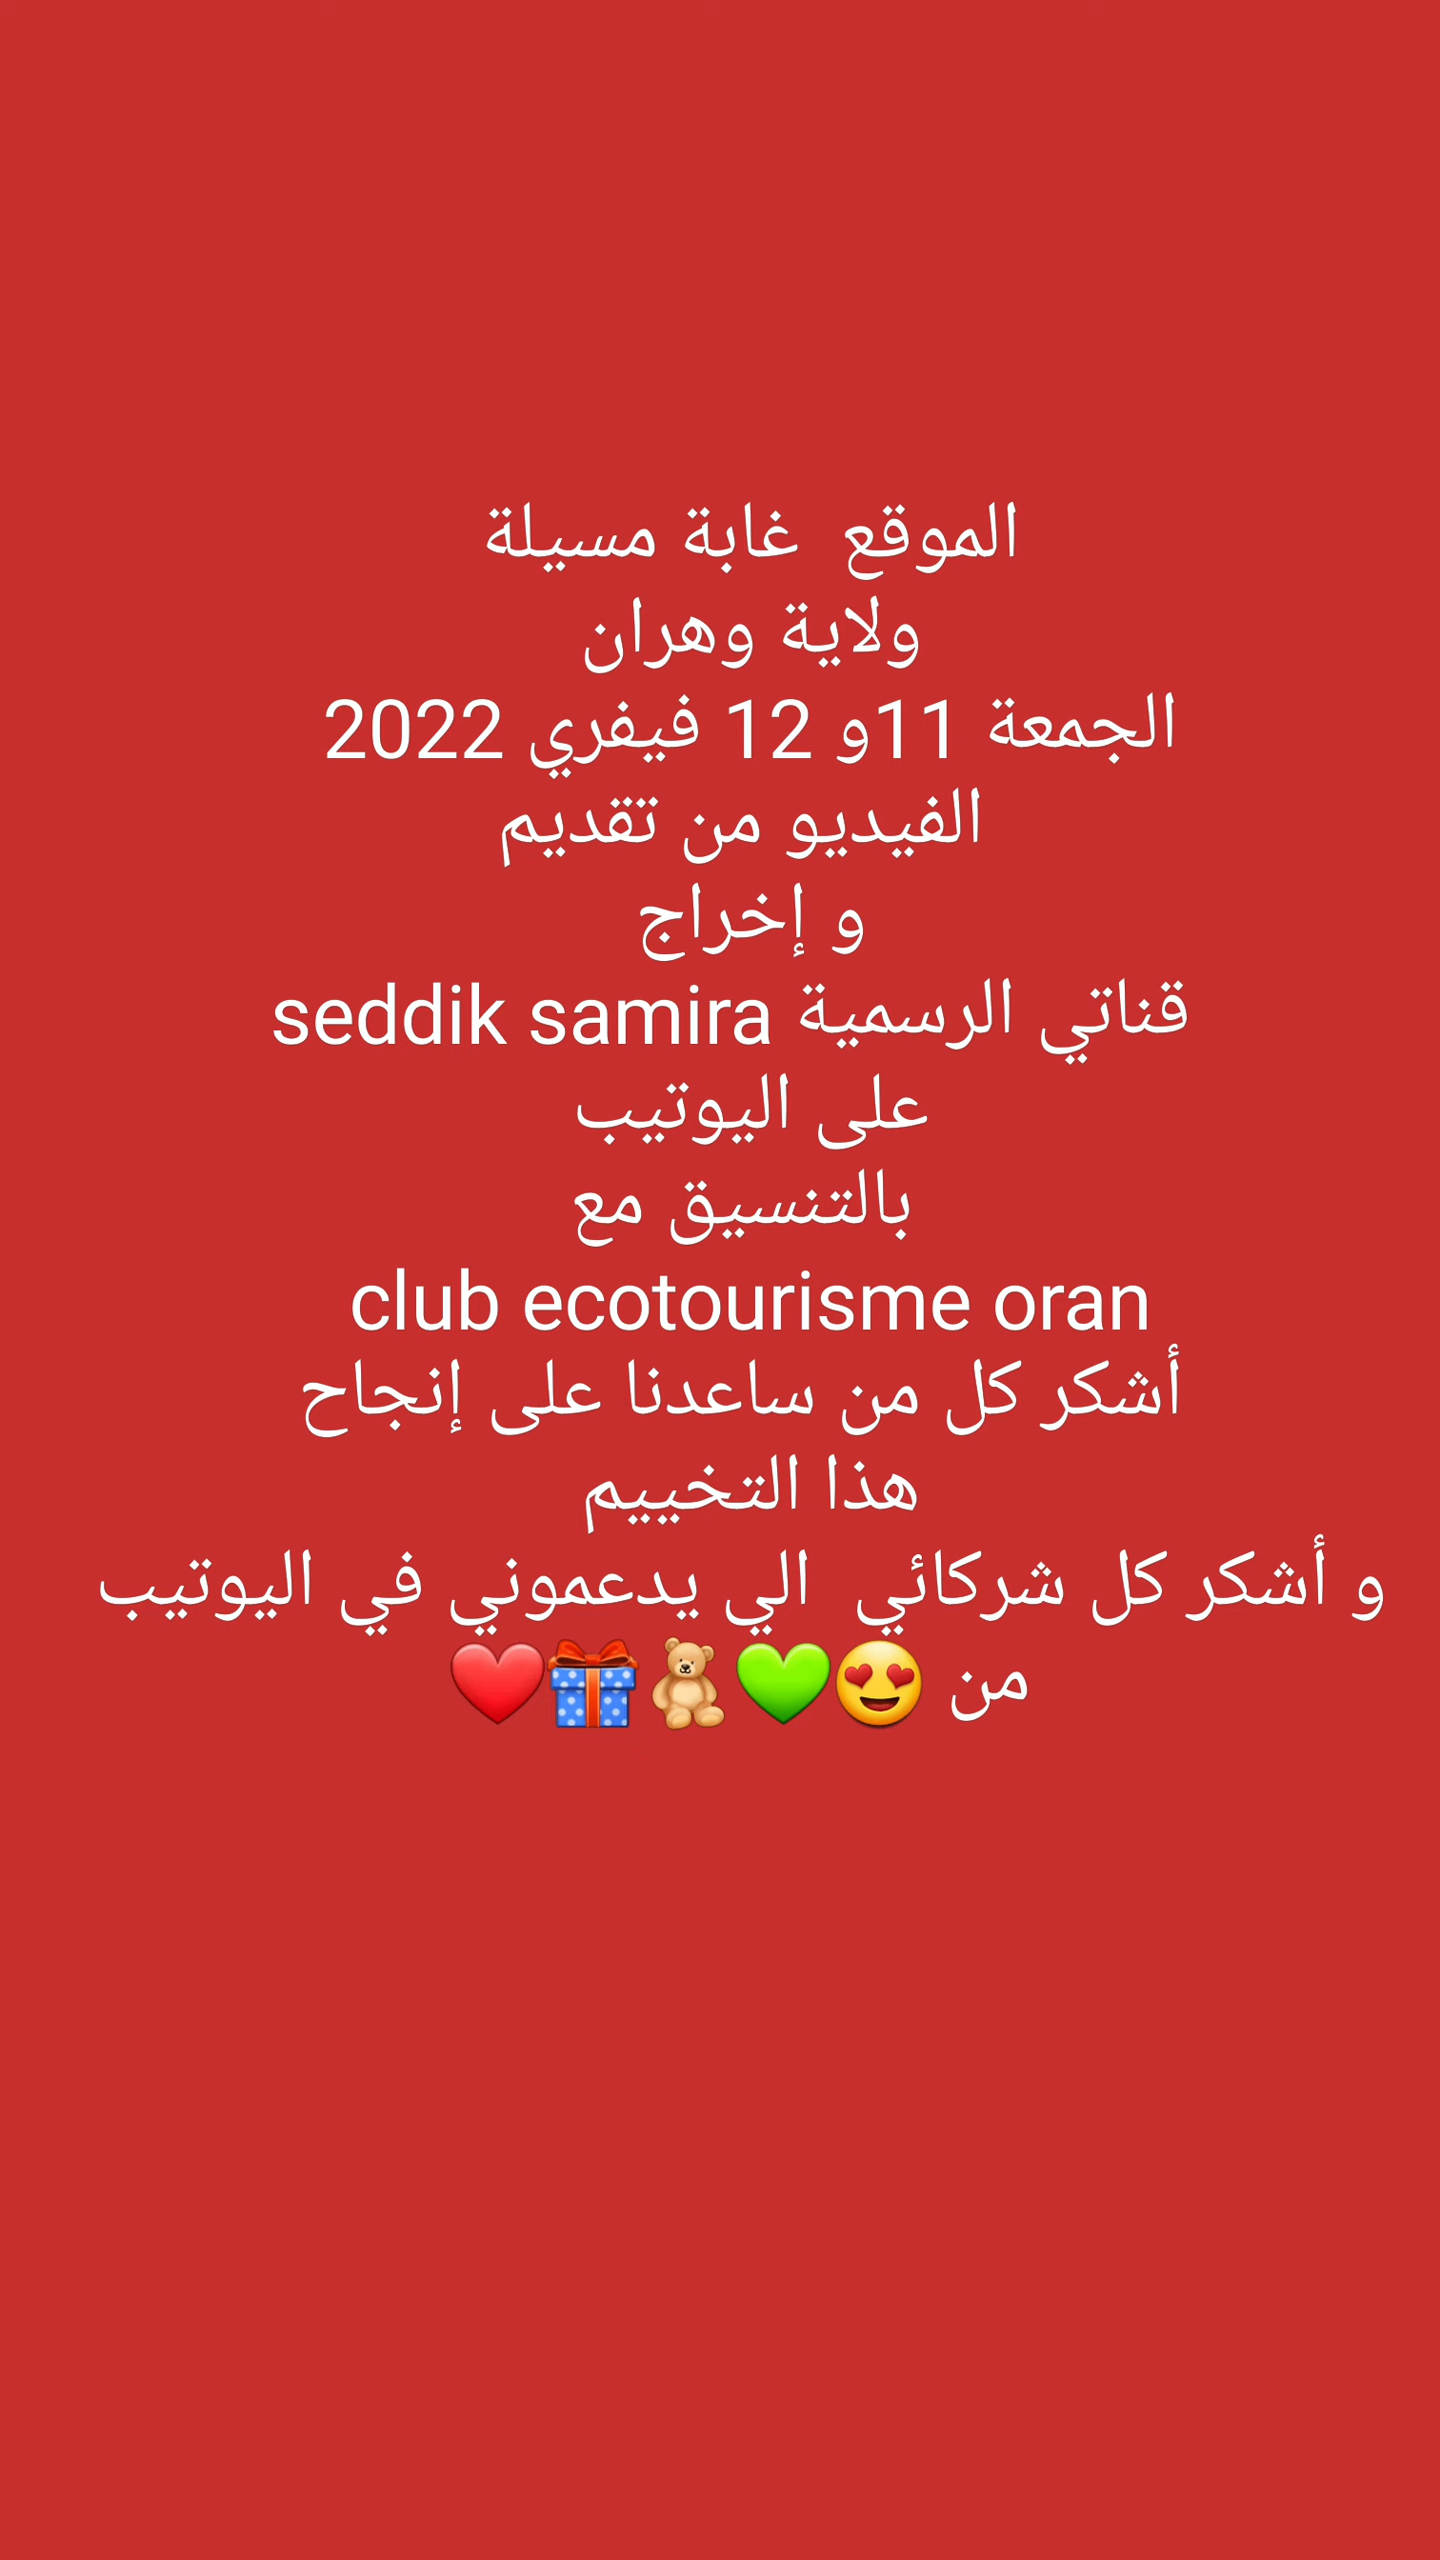 الموقع  غابة مسيلة
ولاية وهران
الجمعة 11و 12 فيفري 2022
الفيديو من تقديم
و إخراج
قناتي الرسمية seddik samira
على اليوتيب
بالتنسيق مع
club ecotourisme oran
أشكر كل من ساعدنا على إنجاح
هذا التخييم
و أشكر كل شركائي  الي يدعموني في اليوتيب
من 😍💚🧸🎁❤️